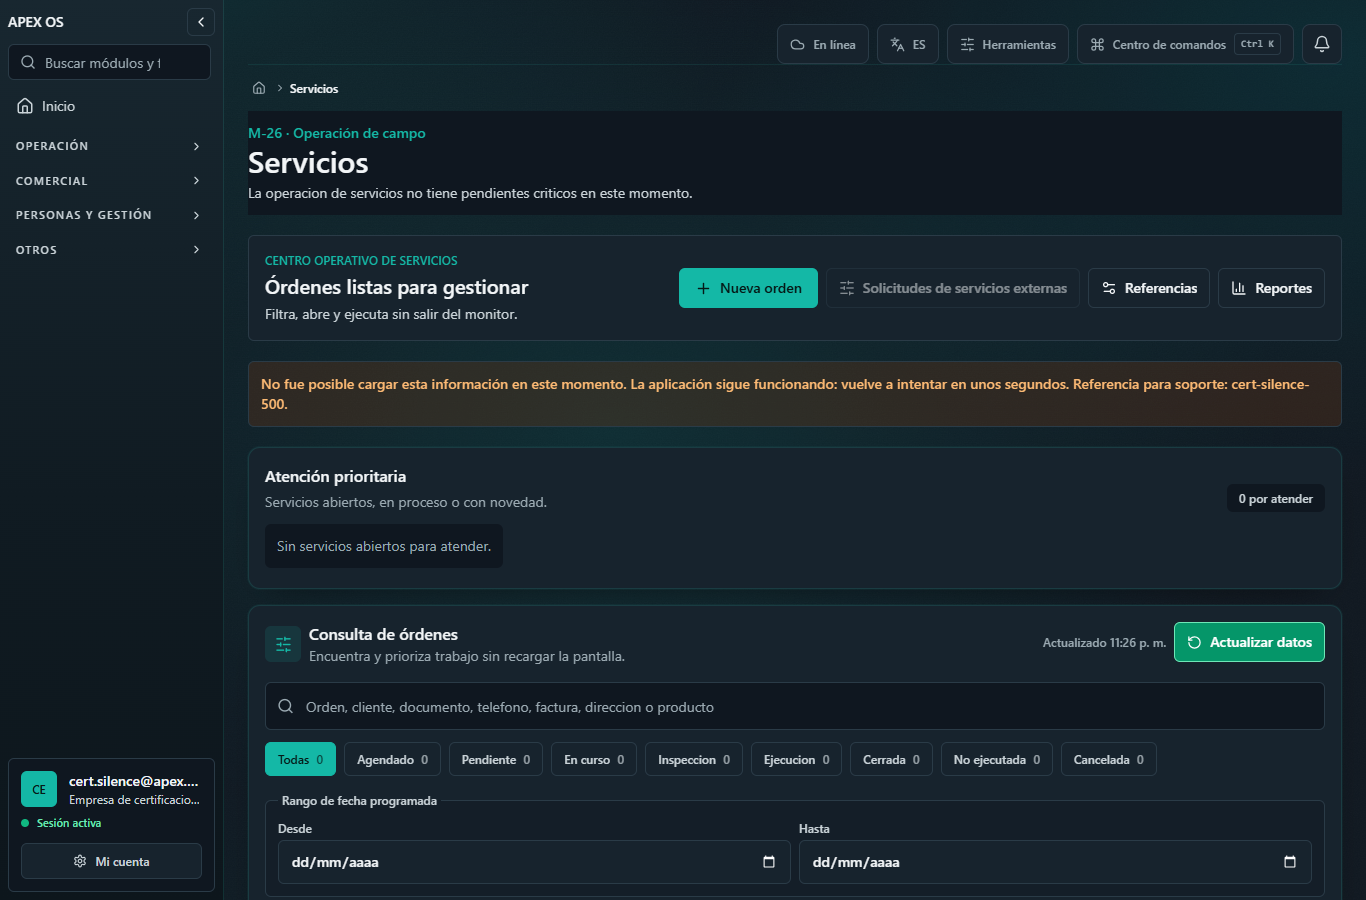 APEX OS
Buscar módulos y f
Inicio
OPERACIÓN
COMERCIAL
PERSONAS Y GESTIÓN
OTROS
CE
cert.silence@apex....
Empresa de certificacio...
Sesión activa
Mi cuenta
En línea
ES
Herramientas
Centro de comandos
Ctrl K
Servicios
M-26 · Operación de campo
Servicios
La operacion de servicios no tiene pendientes criticos en este momento.
CENTRO OPERATIVO DE SERVICIOS
Órdenes listas para gestionar
Filtra, abre y ejecuta sin salir del monitor.
Nueva orden
Solicitudes de servicios externas
Referencias
Reportes
No fue posible cargar esta información en este momento. La aplicación sigue funcionando: vuelve a intentar en unos segundos. Referencia para soporte: cert-silence-
500.
Atención prioritaria
Servicios abiertos, en proceso o con novedad.
0 por atender
Sin servicios abiertos para atender.
Consulta de órdenes
Encuentra y prioriza trabajo sin recargar la pantalla.
Actualizado 11:26 p. m.
Actualizar datos
Orden, cliente, documento, telefono, factura, direccion o producto
Todas 0
Agendado 0
Pendiente 0
En curso 0
Inspeccion 0
Ejecucion 0
Cerrada 0
No ejecutada 0
Cancelada 0
Rango de fecha programada
Desde
dd/mm/aaaa
Hasta
dd/mm/aaaa